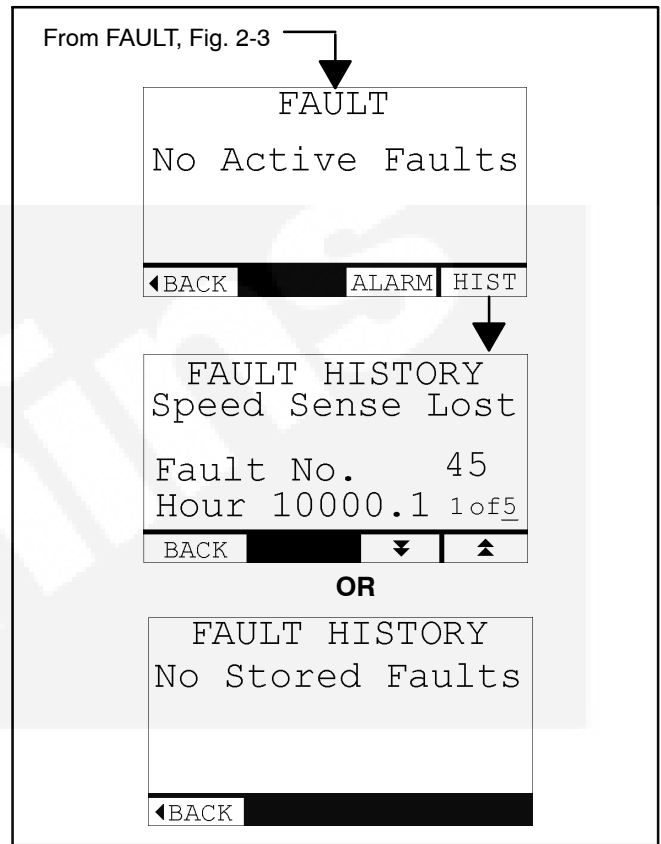 From FAULT, Fig. 2-3
FAULT
No Active Faults
◀BACK ALARM HIST
FAULT HISTORY
Speed Sense Lost
Fault No. 45
Hour 10000.1 1of5
BACK
OR
FAULT HISTORY
No Stored Faults
◀BACK